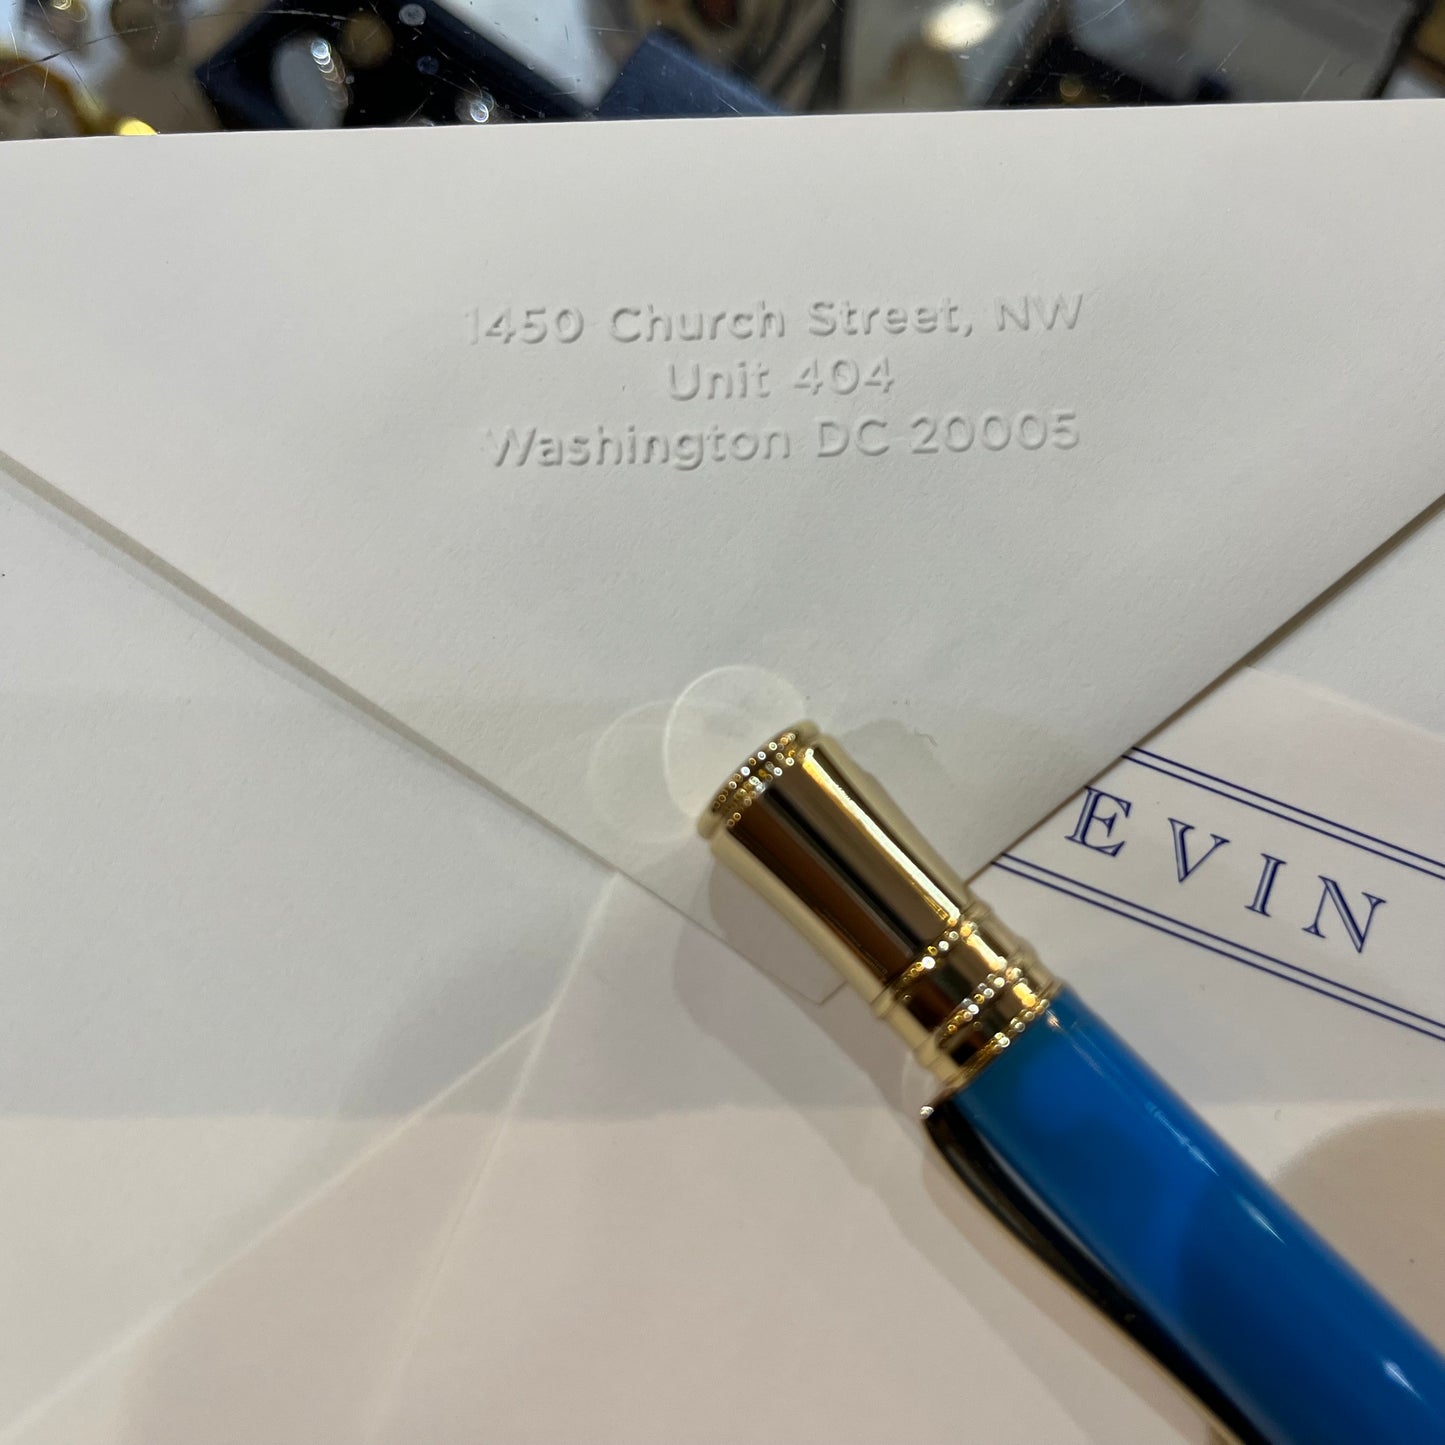 1450 Church Street, NW
Unit 404
Washington DC 20005
EVIN